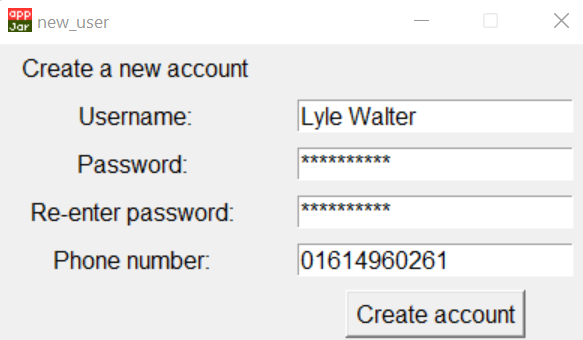 app
Jar new_user
Create a new account
Username: Lyle Walter
Password: **********
Re-enter password: **********
Phone number: 01614960261
Create account